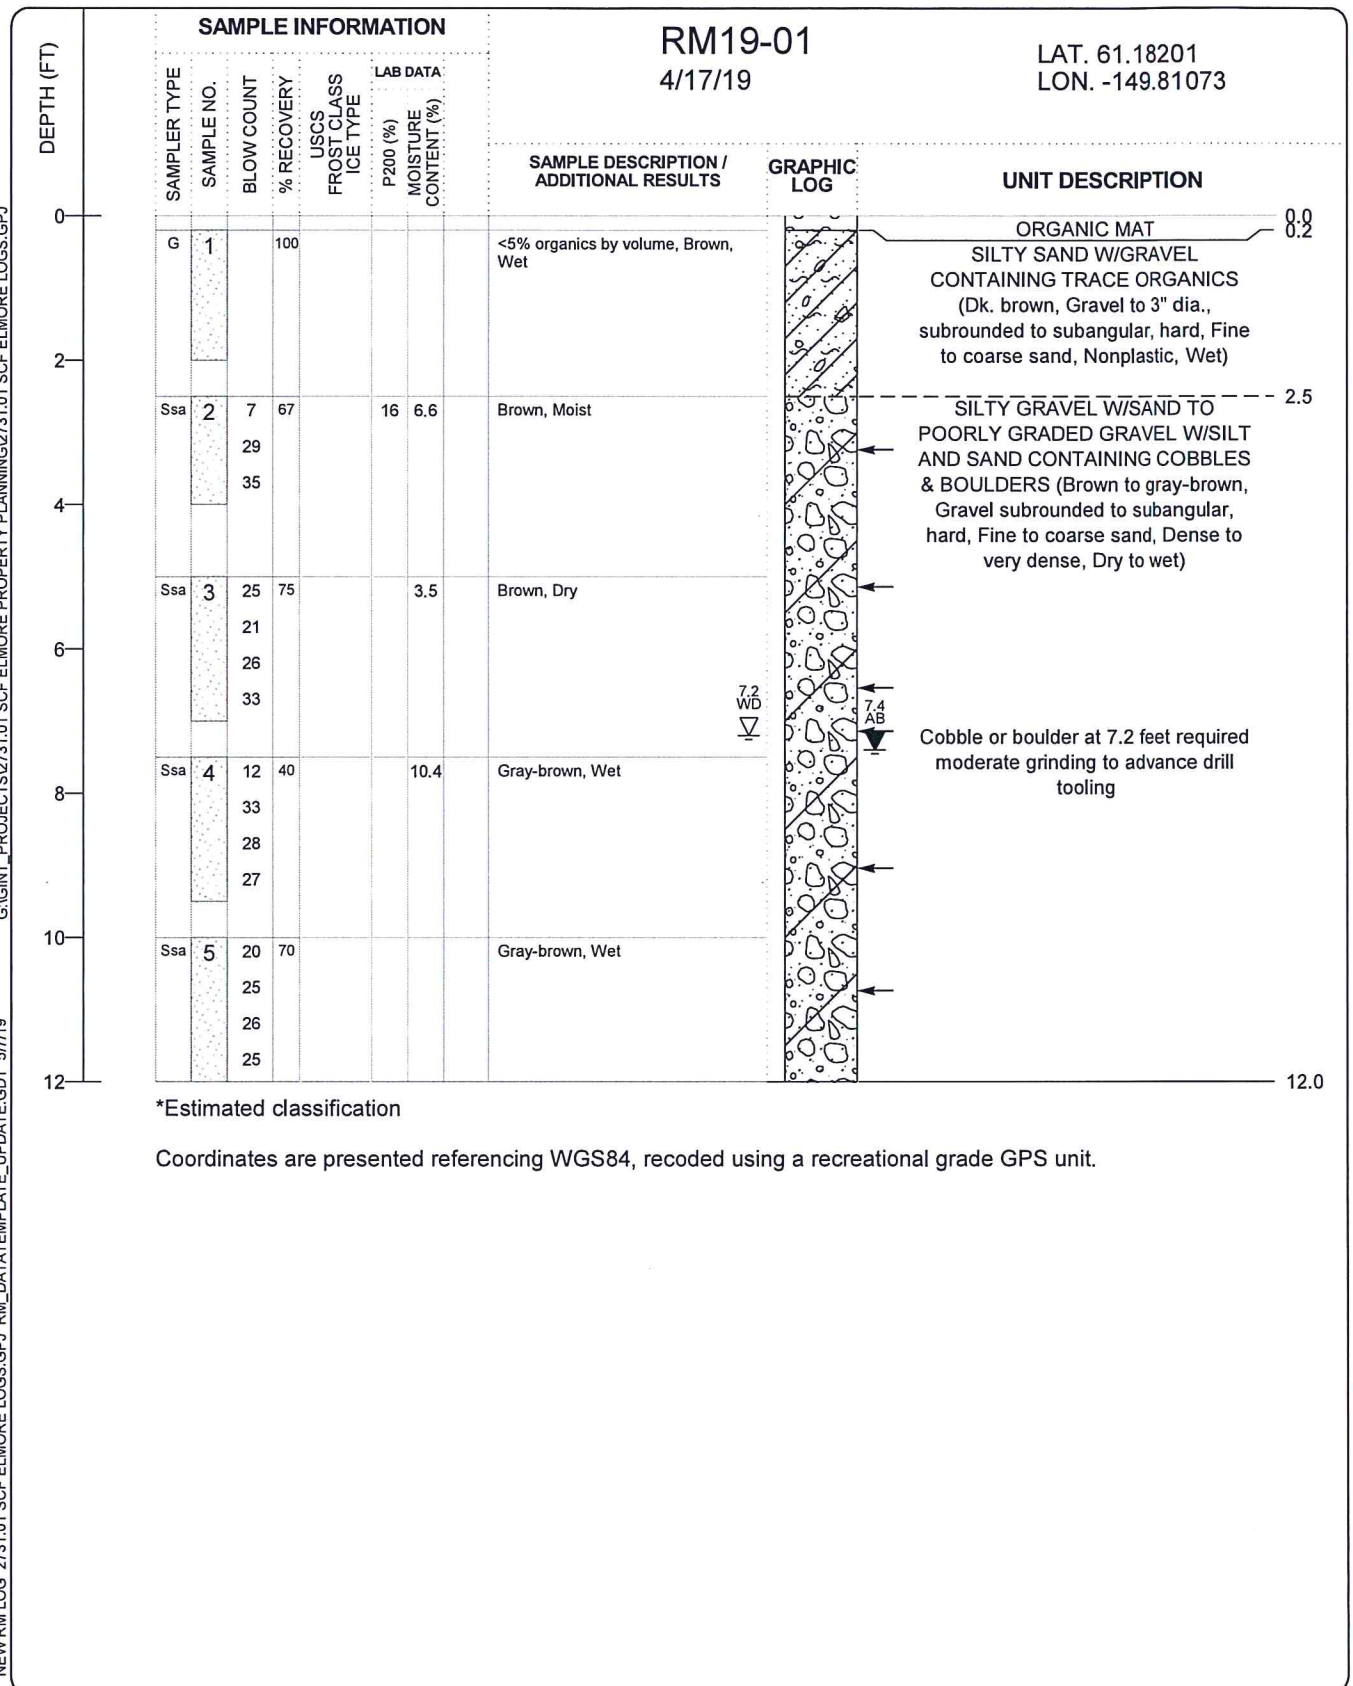 SAMPLE INFORMATION
RM19-01
4/17/19
LAT. 61.18201
LON. -149.81073
DEPTH (FT)
SAMPLER TYPE
SAMPLE NO.
BLOW COUNT
% RECOVERY
USCS
FROST CLASS
ICE TYPE
LAB DATA
P200 (%)
MOISTURE
CONTENT (%)
SAMPLE DESCRIPTION /
ADDITIONAL RESULTS
GRAPHIC
LOG
UNIT DESCRIPTION
0
2
4
6
8
10
12
G 1 100 <5% organics by volume, Brown,
Wet
Ssa 2 7 67 16 6.6 Brown, Moist
29
35
Ssa 3 25 75 3.5 Brown, Dry
21
26
33
7.2
WD
Ssa 4 12 40 10.4 Gray-brown, Wet
33
28
27
Ssa 5 20 70 Gray-brown, Wet
25
26
25
0.0
ORGANIC MAT 0.2
SILTY SAND W/GRAVEL
CONTAINING TRACE ORGANICS
(Dk. brown, Gravel to 3" dia.,
subrounded to subangular, hard, Fine
to coarse sand, Nonplastic, Wet)
2.5
SILTY GRAVEL W/SAND TO
POORLY GRADED GRAVEL W/SILT
AND SAND CONTAINING COBBLES
& BOULDERS (Brown to gray-brown,
Gravel subrounded to subangular,
hard, Fine to coarse sand, Dense to
very dense, Dry to wet)
7.4
AB
Cobble or boulder at 7.2 feet required
moderate grinding to advance drill
tooling
12.0
*Estimated classification
Coordinates are presented referencing WGS84, recoded using a recreational grade GPS unit.